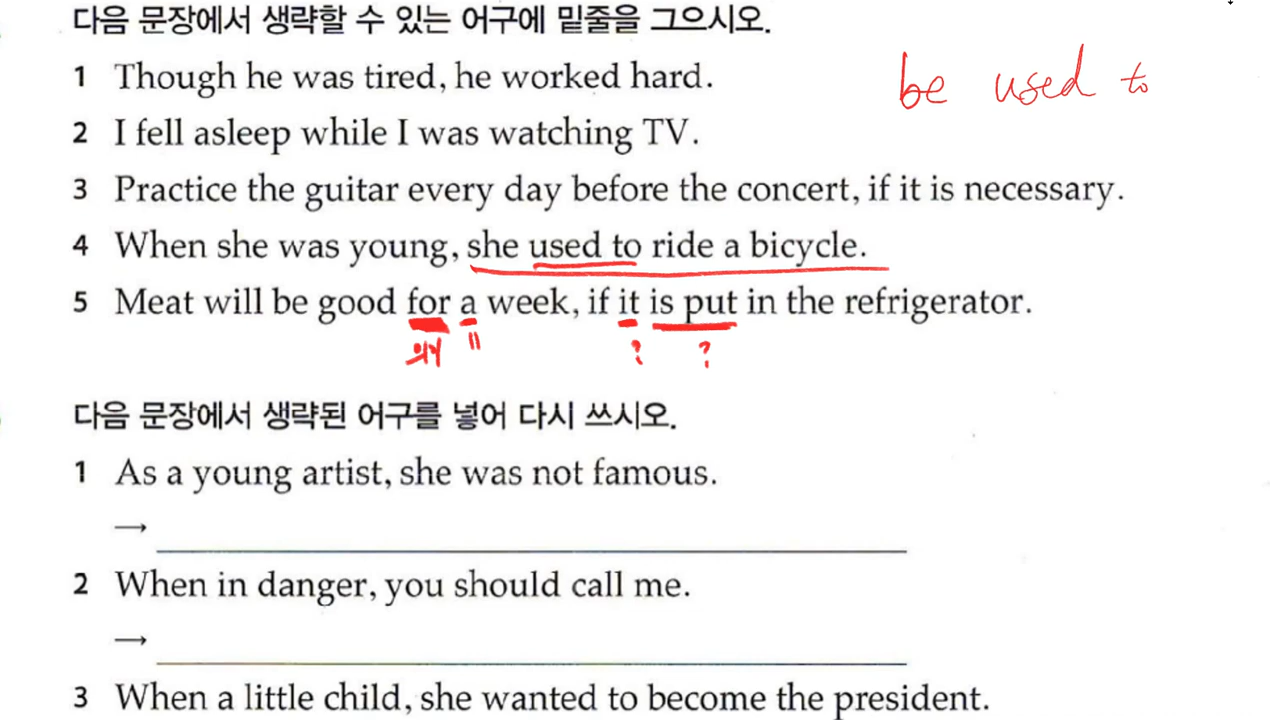 다음 문장에서 생략할 수 있는 어구에 밑줄을 그으시오.
1 Though he was tired, he worked hard.
be used to
2 I fell asleep while I was watching TV.
3 Practice the guitar every day before the concert, if it is necessary.
4 When she was young, she used to ride a bicycle.
5 Meat will be good for a week, if it is put in the refrigerator.
? ?
다음 문장에서 생략된 어구를 넣어 다시 쓰시오.
1 As a young artist, she was not famous.
→
2 When in danger, you should call me.
→
3 When a little child, she wanted to become the president.